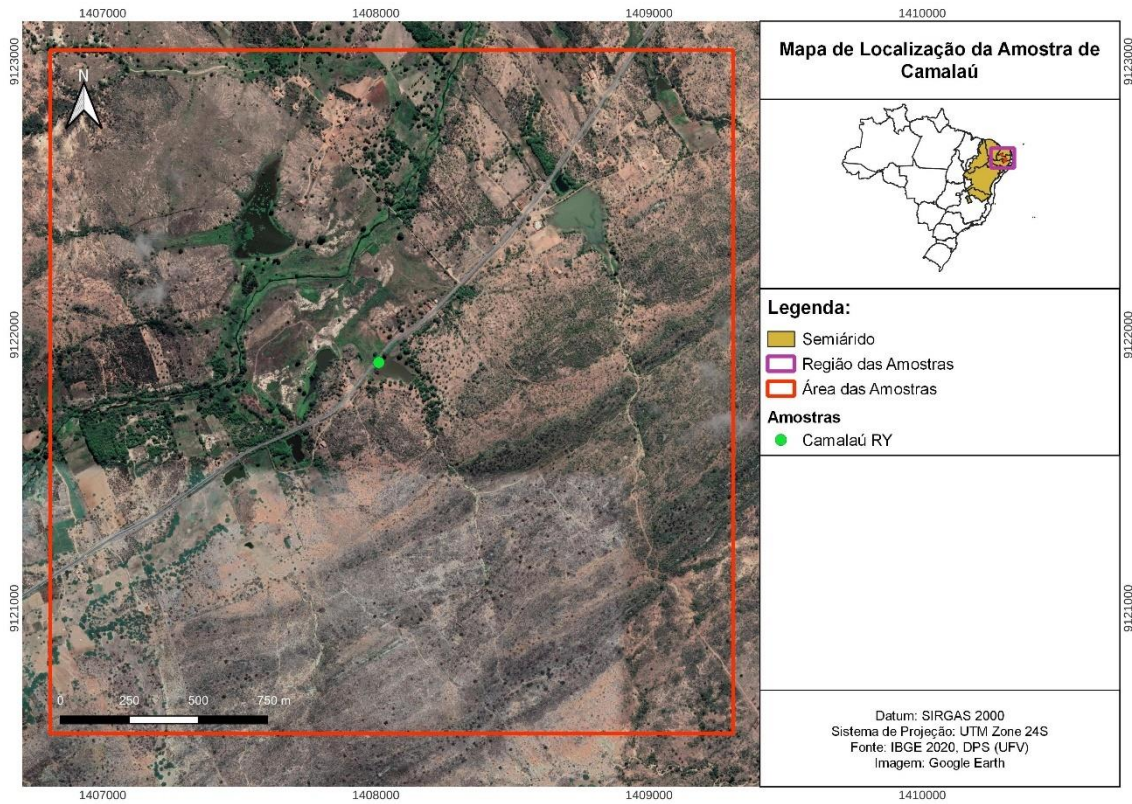 1407000
1408000
1409000
1410000
9123000
9122000
9121000
N
0 250 500 750 m
Mapa de Localização da Amostra de
Camalaú
Legenda:
Semiárido
Região das Amostras
Área das Amostras
Amostras
Camalaú RY
Datum: SIRGAS 2000
Sistema de Projeção: UTM Zone 24S
Fonte: IBGE 2020, DPS (UFV)
Imagem: Google Earth
9123000
9122000
9121000
1407000
1408000
1409000
1410000